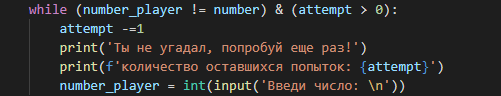 while (number_player != number) & (attempt > 0):
attempt -=1
print('Ты не угадал, попробуй еще раз!')
print(f'количество оставшихся попыток: {attempt}')
number_player = int(input('Введи число: \n'))